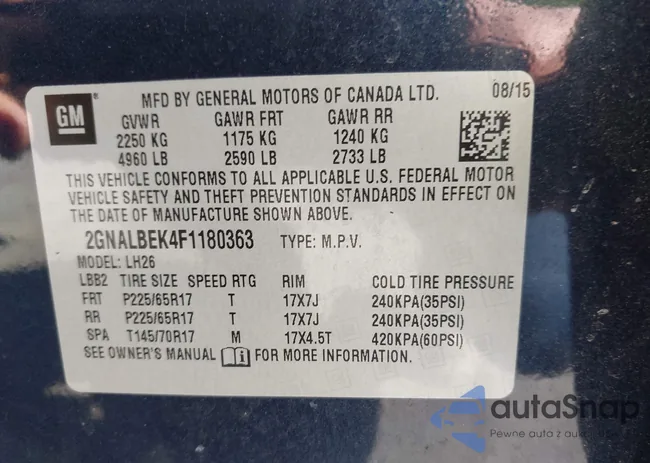 GM
MFD BY GENERAL MOTORS OF CANADA LTD. 08/15
GVWR GAWR FRT GAWR RR
2250 KG 1175 KG 1240 KG
4960 LB 2590 LB 2733 LB
THIS VEHICLE CONFORMS TO ALL APPLICABLE U.S. FEDERAL MOTOR
VEHICLE SAFETY AND THEFT PREVENTION STANDARDS IN EFFECT ON
THE DATE OF MANUFACTURE SHOWN ABOVE.
2GNALBEK4F1180363 TYPE: M.P.V.
MODEL: LH26
LBB2 TIRE SIZE SPEED RTG RIM COLD TIRE PRESSURE
FRT P225/65R17 T 17X7J 240KPA(35PSI)
RR P225/65R17 T 17X7J 240KPA(35PSI)
SPA T145/70R17 M 17X4.5T 420KPA(60PSI)
SEE OWNER'S MANUAL i FOR MORE INFORMATION.
autaSnap
Pewne auta z aukcji